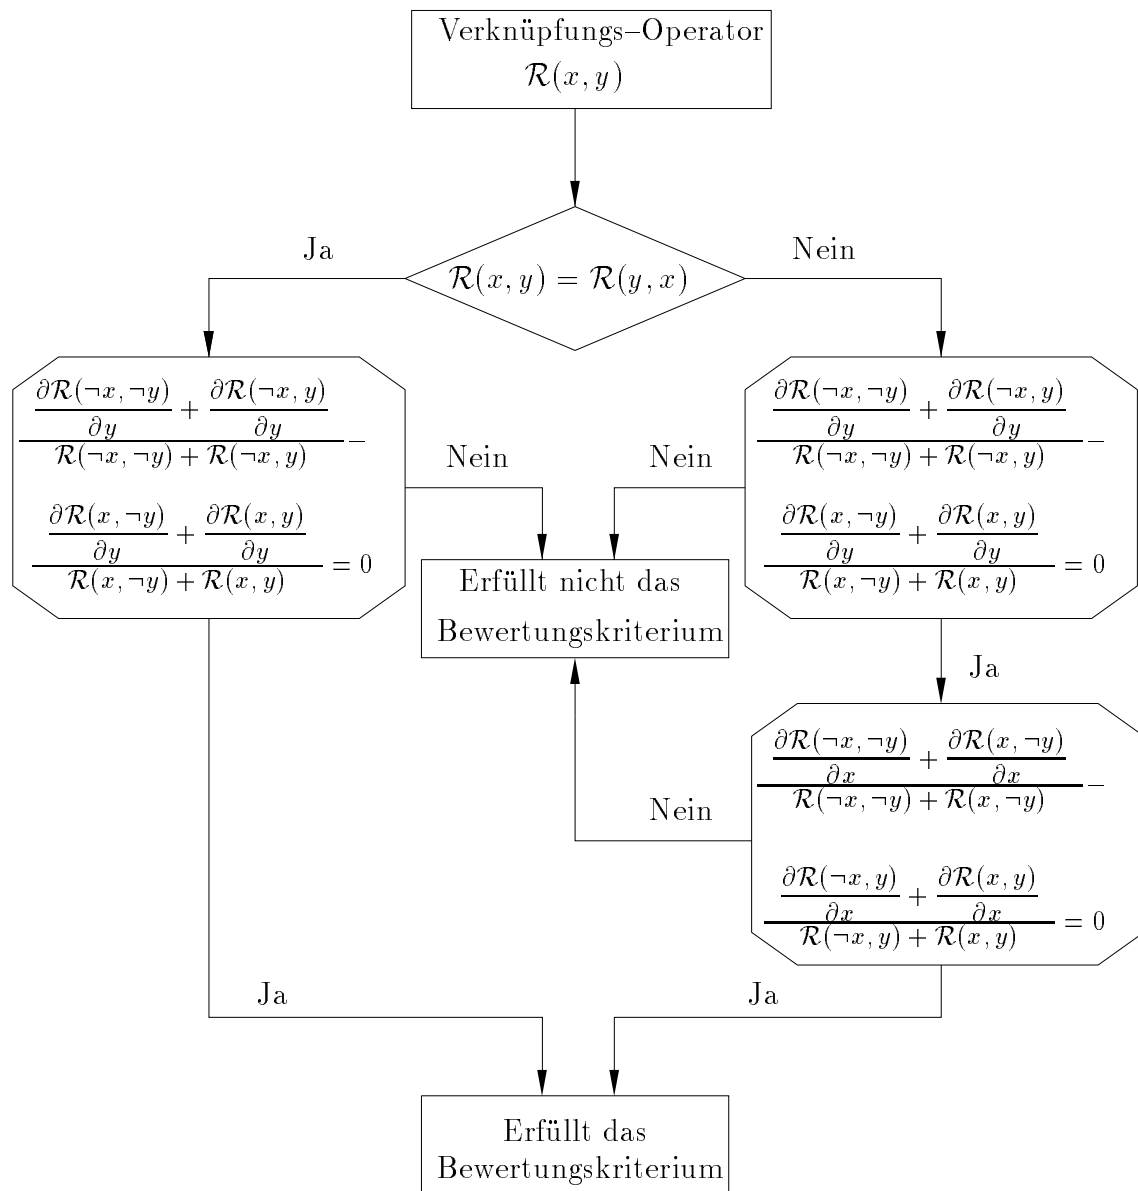 Verknüpfungs–Operator
ℛ(x, y)
Ja
Nein
ℛ(x, y) = ℛ(y, x)
∂ℛ(¬x, ¬y)/∂y + ∂ℛ(¬x, y)/∂y
ℛ(¬x, ¬y) + ℛ(¬x, y) −
∂ℛ(x, ¬y)/∂y + ∂ℛ(x, y)/∂y
ℛ(x, ¬y) + ℛ(x, y) = 0
Nein
Nein
∂ℛ(¬x, ¬y)/∂y + ∂ℛ(¬x, y)/∂y
ℛ(¬x, ¬y) + ℛ(¬x, y) −
∂ℛ(x, ¬y)/∂y + ∂ℛ(x, y)/∂y
ℛ(x, ¬y) + ℛ(x, y) = 0
Erfüllt nicht das
Bewertungskriterium
Ja
∂ℛ(¬x, ¬y)/∂x + ∂ℛ(x, ¬y)/∂x
ℛ(¬x, ¬y) + ℛ(x, ¬y) −
Nein
∂ℛ(¬x, y)/∂x + ∂ℛ(x, y)/∂x
ℛ(¬x, y) + ℛ(x, y) = 0
Ja
Ja
Erfüllt das
Bewertungskriterium